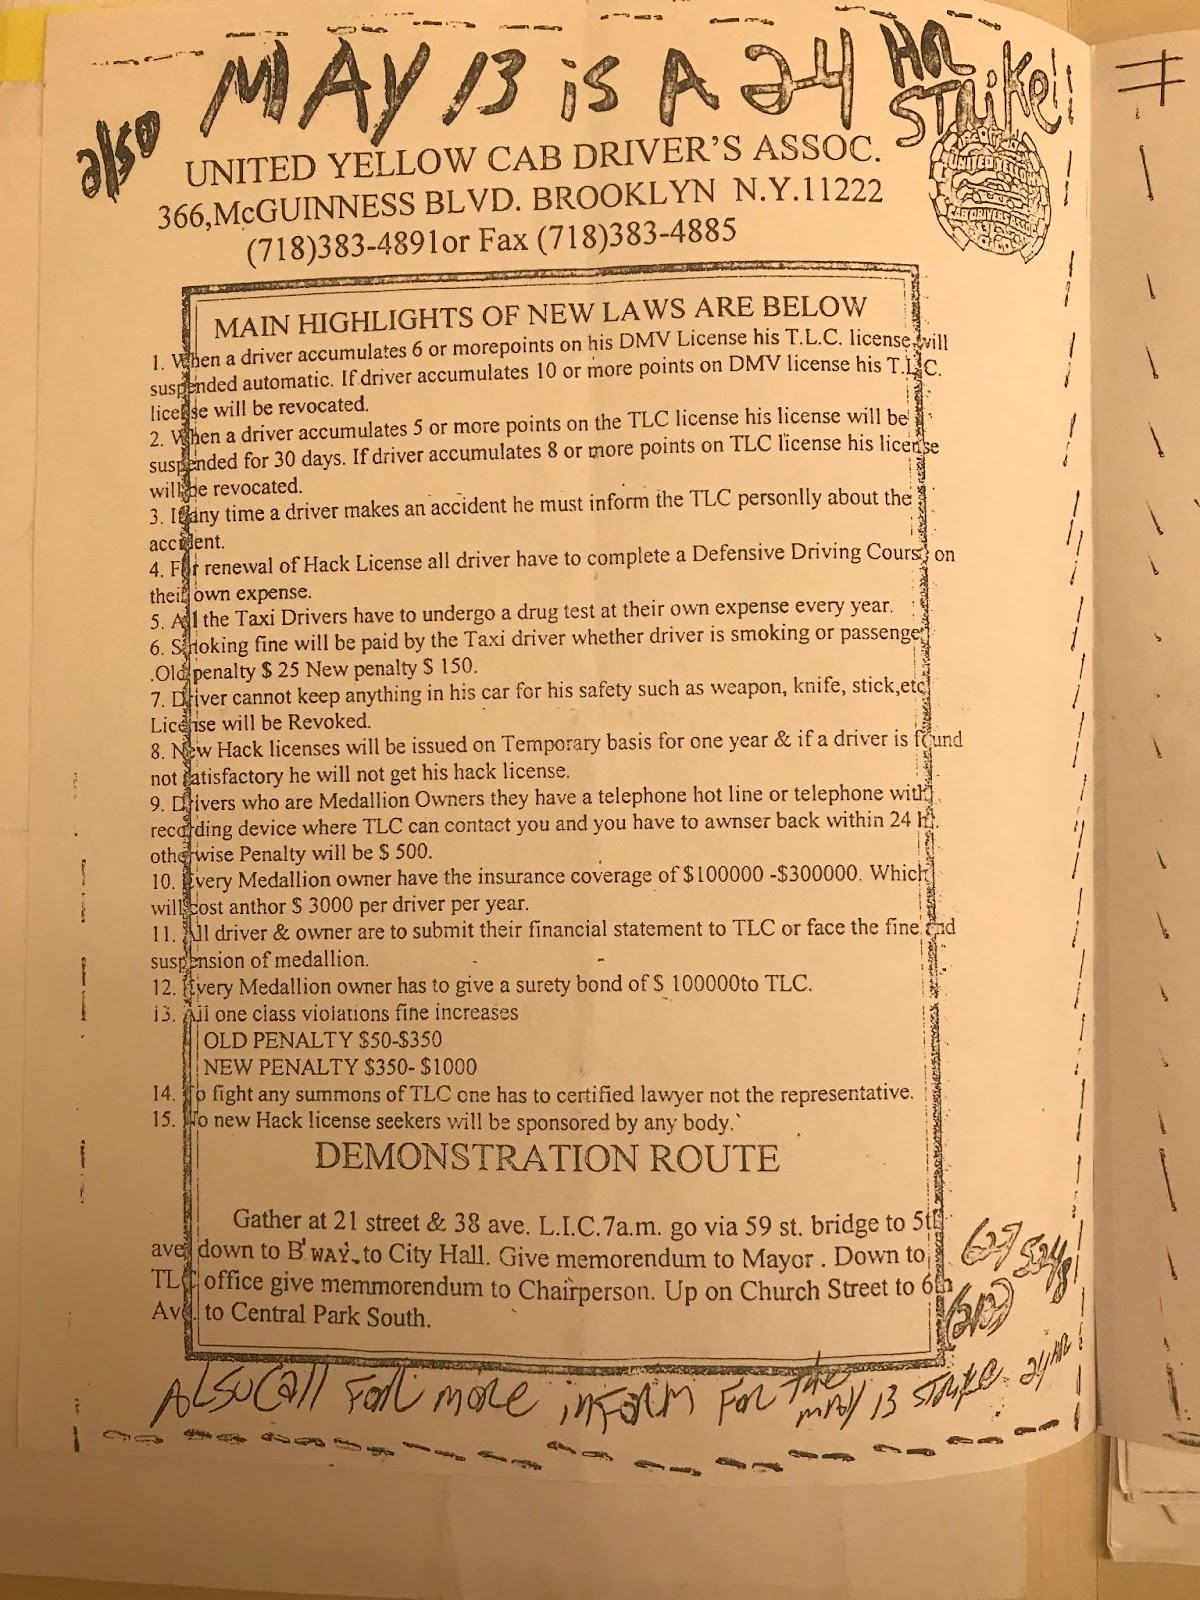 also MAY 13 is A 24 HR STRIKE!
UNITED YELLOW CAB DRIVER'S ASSOC.
366,McGUINNESS BLVD. BROOKLYN N.Y.11222
(718)383-4891or Fax (718)383-4885
UNITED YELLOW
CAB DRIVERS ASSOC
MAIN HIGHLIGHTS OF NEW LAWS ARE BELOW
1. When a driver accumulates 6 or morepoints on his DMV License his T.L.C. license will
suspended automatic. If driver accumulates 10 or more points on DMV license his T.L.C.
license will be revocated.
2. When a driver accumulates 5 or more points on the TLC license his license will be
suspended for 30 days. If driver accumulates 8 or more points on TLC license his license
will be revocated.
3. If any time a driver makes an accident he must inform the TLC personlly about the
accident.
4. For renewal of Hack License all driver have to complete a Defensive Driving Course on
their own expense.
5. All the Taxi Drivers have to undergo a drug test at their own expense every year.
6. Smoking fine will be paid by the Taxi driver whether driver is smoking or passenger
.Old penalty $ 25 New penalty $ 150.
7. Driver cannot keep anything in his car for his safety such as weapon, knife, stick,etc
License will be Revoked.
8. New Hack licenses will be issued on Temporary basis for one year & if a driver is found
not satisfactory he will not get his hack license.
9. Drivers who are Medallion Owners they have a telephone hot line or telephone with
recording device where TLC can contact you and you have to awnser back within 24 hr.
otherwise Penalty will be $ 500.
10. Every Medallion owner have the insurance coverage of $100000 -$300000. Which
will cost anthor $ 3000 per driver per year.
11. All driver & owner are to submit their financial statement to TLC or face the fine and
suspension of medallion.
12. Every Medallion owner has to give a surety bond of $ 100000to TLC.
13. All one class violations fine increases
OLD PENALTY $50-$350
NEW PENALTY $350- $1000
14. To fight any summons of TLC one has to certified lawyer not the representative.
15. No new Hack license seekers will be sponsored by any body.
DEMONSTRATION ROUTE
Gather at 21 street & 38 ave. L.I.C.7a.m. go via 59 st. bridge to 5th
ave down to B'WAY. to City Hall. Give memorendum to Mayor . Down to
TLC office give memmorendum to Chairperson. Up on Church Street to 6th
Ave. to Central Park South.
ALSO Call FOR more inform FOR The MAY 13 STRIKE 24 HR